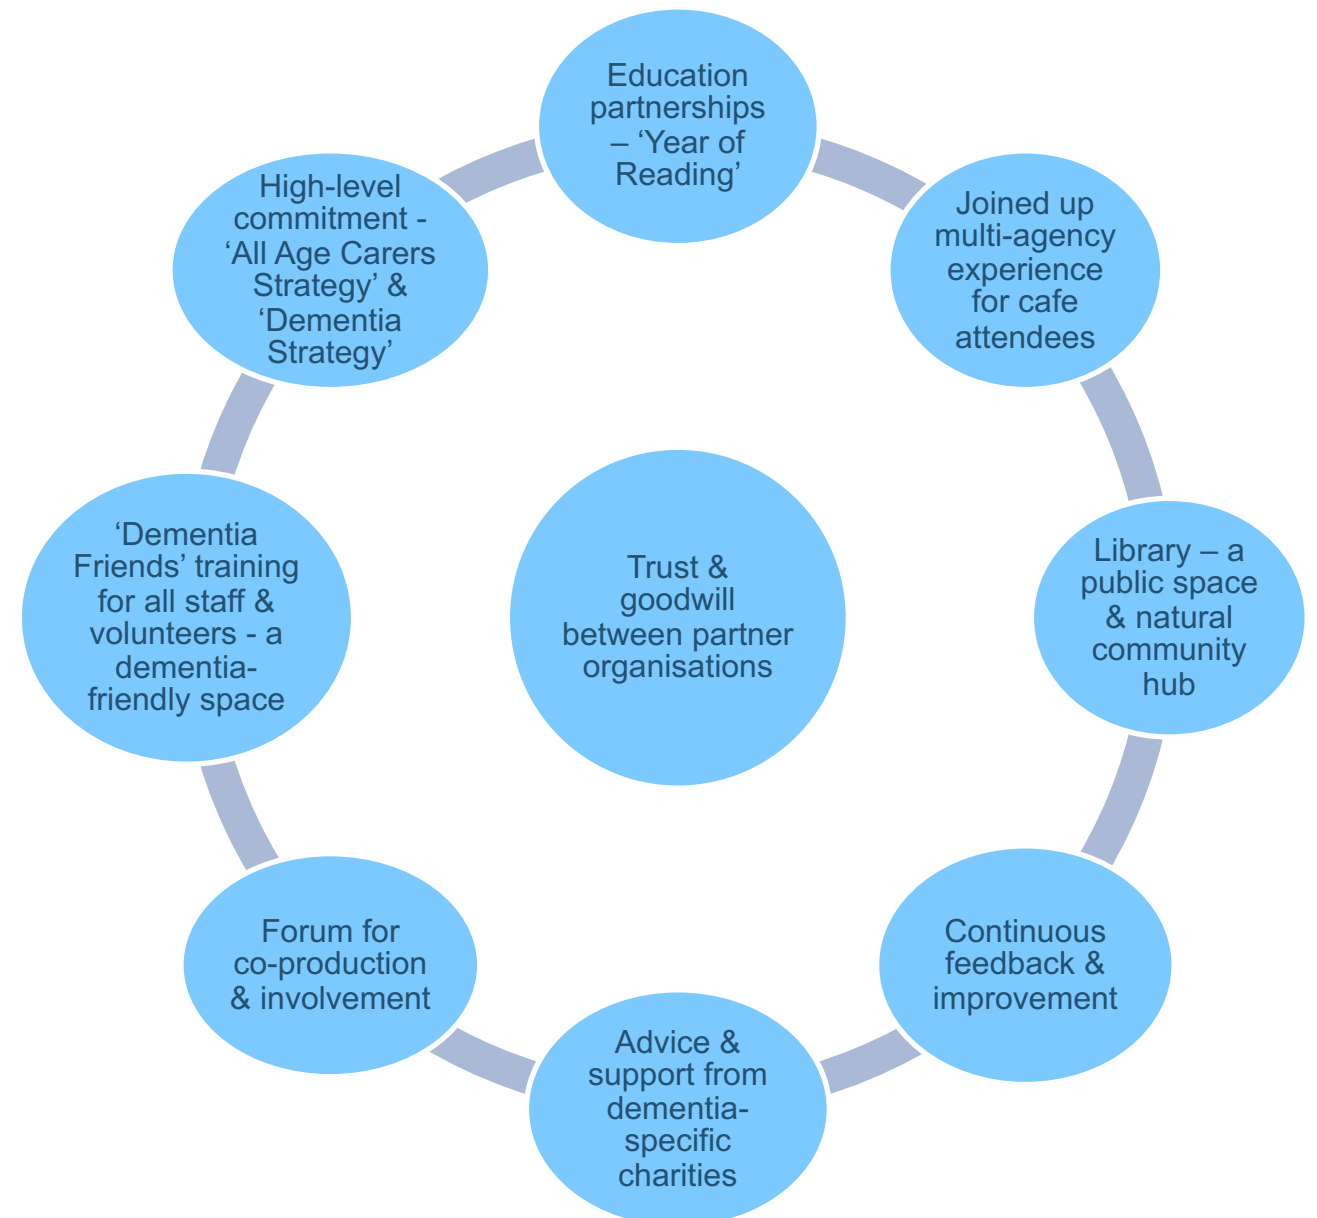 Education
partnerships
– ‘Year of
Reading’
Joined up
multi-agency
experience
for cafe
attendees
Library – a
public space
& natural
community
hub
Continuous
feedback &
improvement
Advice &
support from
dementia-
specific
charities
Forum for
co-production
& involvement
‘Dementia
Friends’ training
for all staff &
volunteers - a
dementia-
friendly space
High-level
commitment -
‘All Age Carers
Strategy’ &
‘Dementia
Strategy’
Trust &
goodwill
between partner
organisations